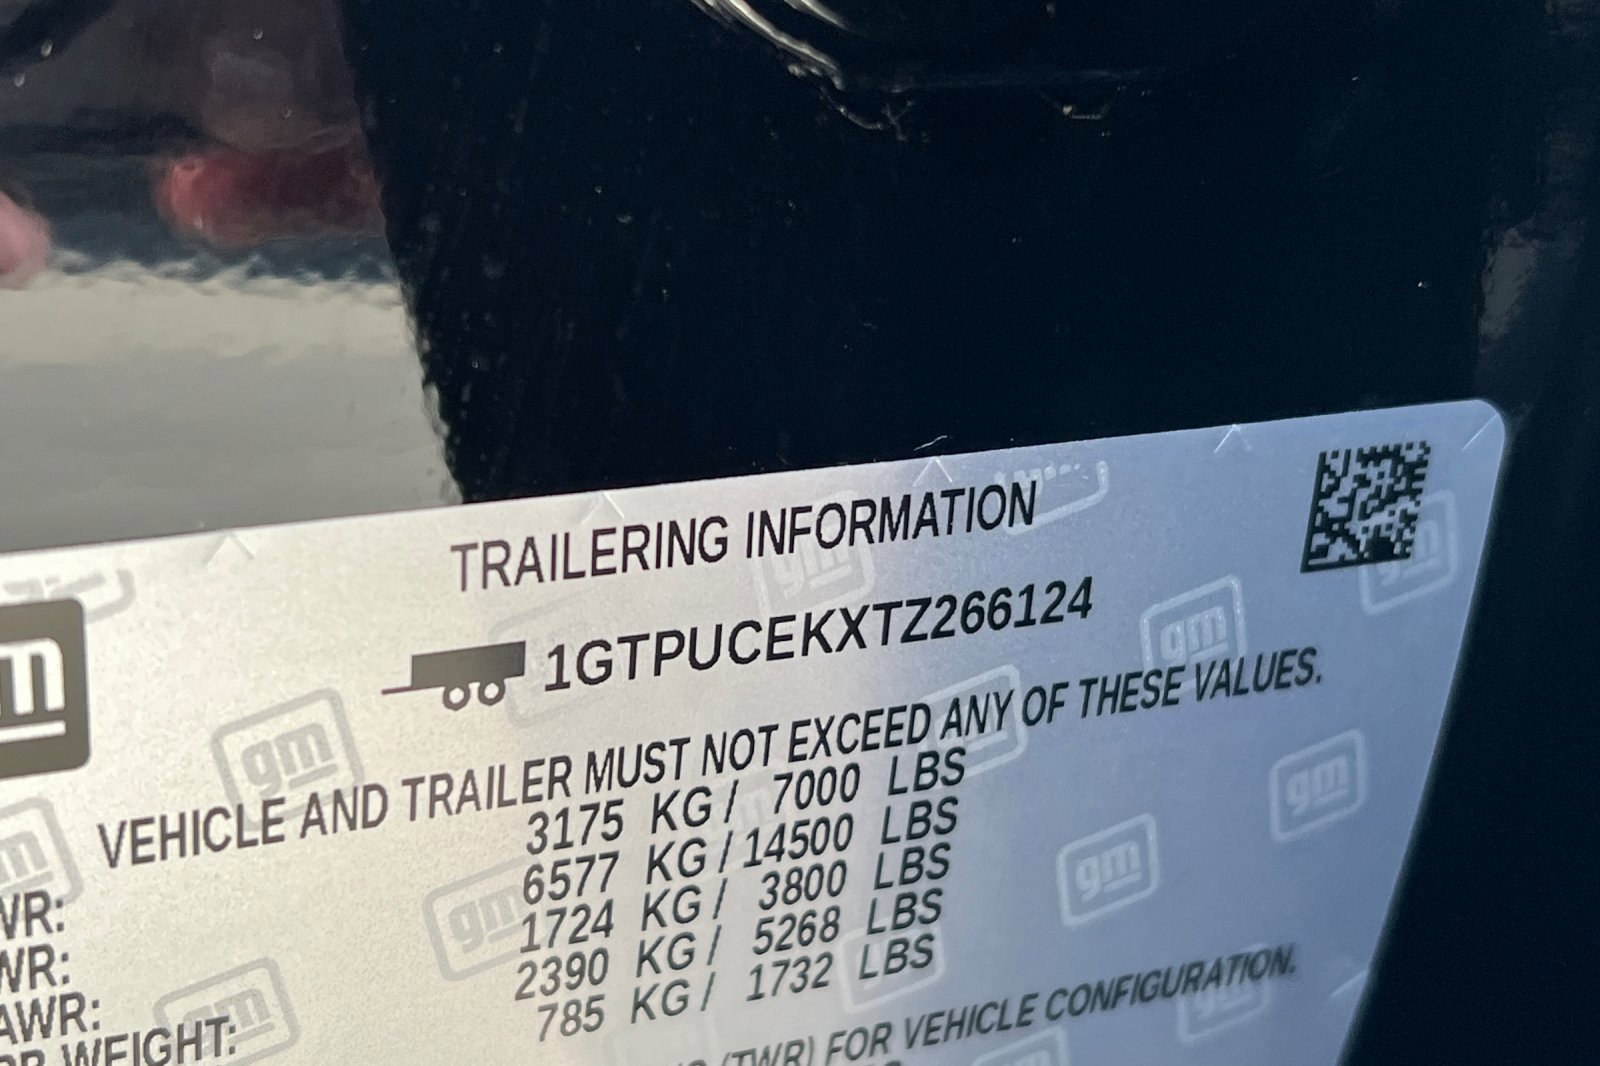 TRAILERING INFORMATION
1GTPUCEKXTZ266124
VEHICLE AND TRAILER MUST NOT EXCEED ANY OF THESE VALUES.
3175 KG / 7000 LBS
WR: 6577 KG / 14500 LBS
WR: 1724 KG / 3800 LBS
AWR: 2390 KG / 5268 LBS
WEIGHT: 785 KG / 1732 LBS
(TWR) FOR VEHICLE CONFIGURATION.
gm